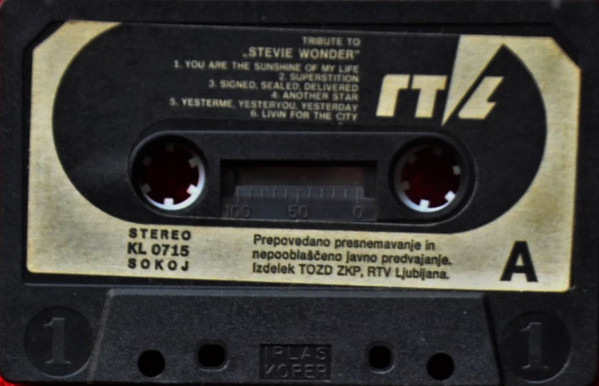 TRIBUTE TO
„STEVIE WONDER"
1. YOU ARE THE SUNSHINE OF MY LIFE
2. SUPERSTITION
3. SIGNED, SEALED, DELIVERED
4. ANOTHER STAR
5. YESTERME, YESTERYOU, YESTERDAY
6. LIVIN FOR THE CITY
rtvl
100 50 0
STEREO
KL 0715
SOKOJ
Prepovedano presnemavanje in
nepooblaščeno javno predvajanje.
Izdelek TOZD ZKP, RTV Ljubljana.
A
1
IPLAS
KOPER
1